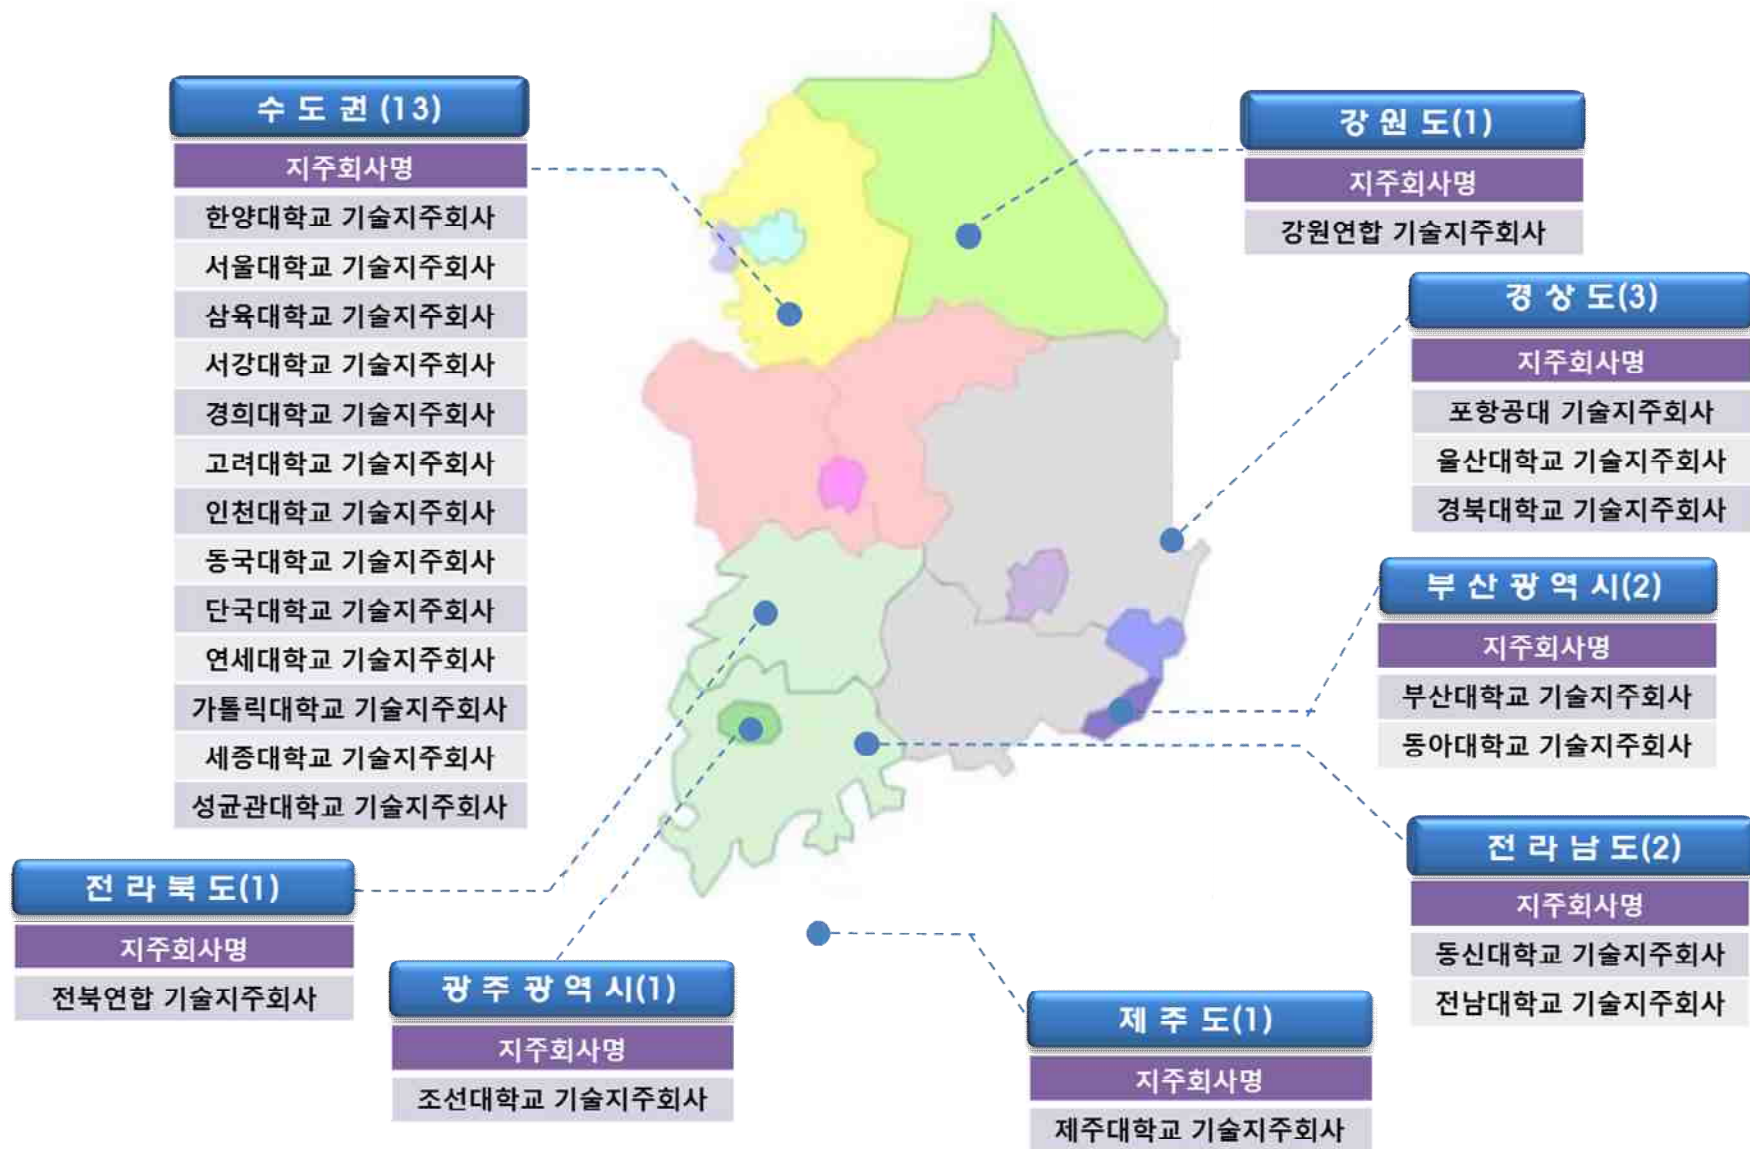 수 도 권 (13)
지주회사명
한양대학교 기술지주회사
서울대학교 기술지주회사
삼육대학교 기술지주회사
서강대학교 기술지주회사
경희대학교 기술지주회사
고려대학교 기술지주회사
인천대학교 기술지주회사
동국대학교 기술지주회사
단국대학교 기술지주회사
연세대학교 기술지주회사
가톨릭대학교 기술지주회사
세종대학교 기술지주회사
성균관대학교 기술지주회사
강 원 도(1)
지주회사명
강원연합 기술지주회사
경 상 도(3)
지주회사명
포항공대 기술지주회사
울산대학교 기술지주회사
경북대학교 기술지주회사
부 산 광 역 시(2)
지주회사명
부산대학교 기술지주회사
동아대학교 기술지주회사
전 라 남 도(2)
지주회사명
동신대학교 기술지주회사
전남대학교 기술지주회사
전 라 북 도(1)
지주회사명
전북연합 기술지주회사
광 주 광 역 시(1)
지주회사명
조선대학교 기술지주회사
제 주 도(1)
지주회사명
제주대학교 기술지주회사